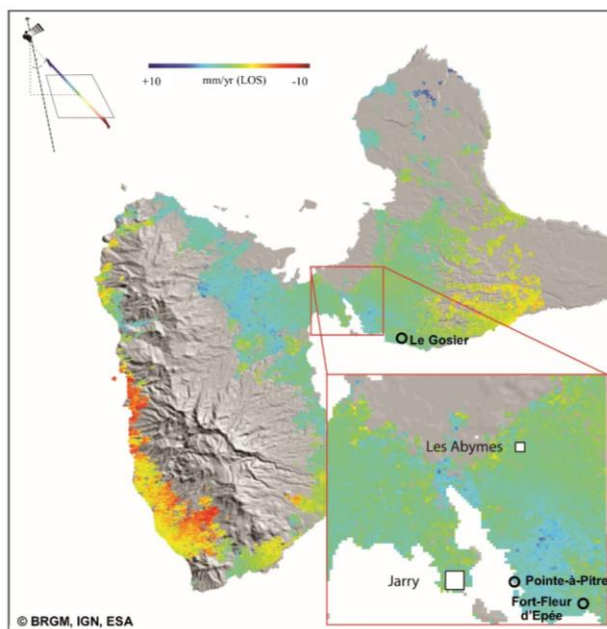 +10
mm/yr (LOS)
-10
Le Gosier
Les Abymes
Jarry
Pointe-à-Pitre
Fort-Fleur
d'Epée
© BRGM, IGN, ESA